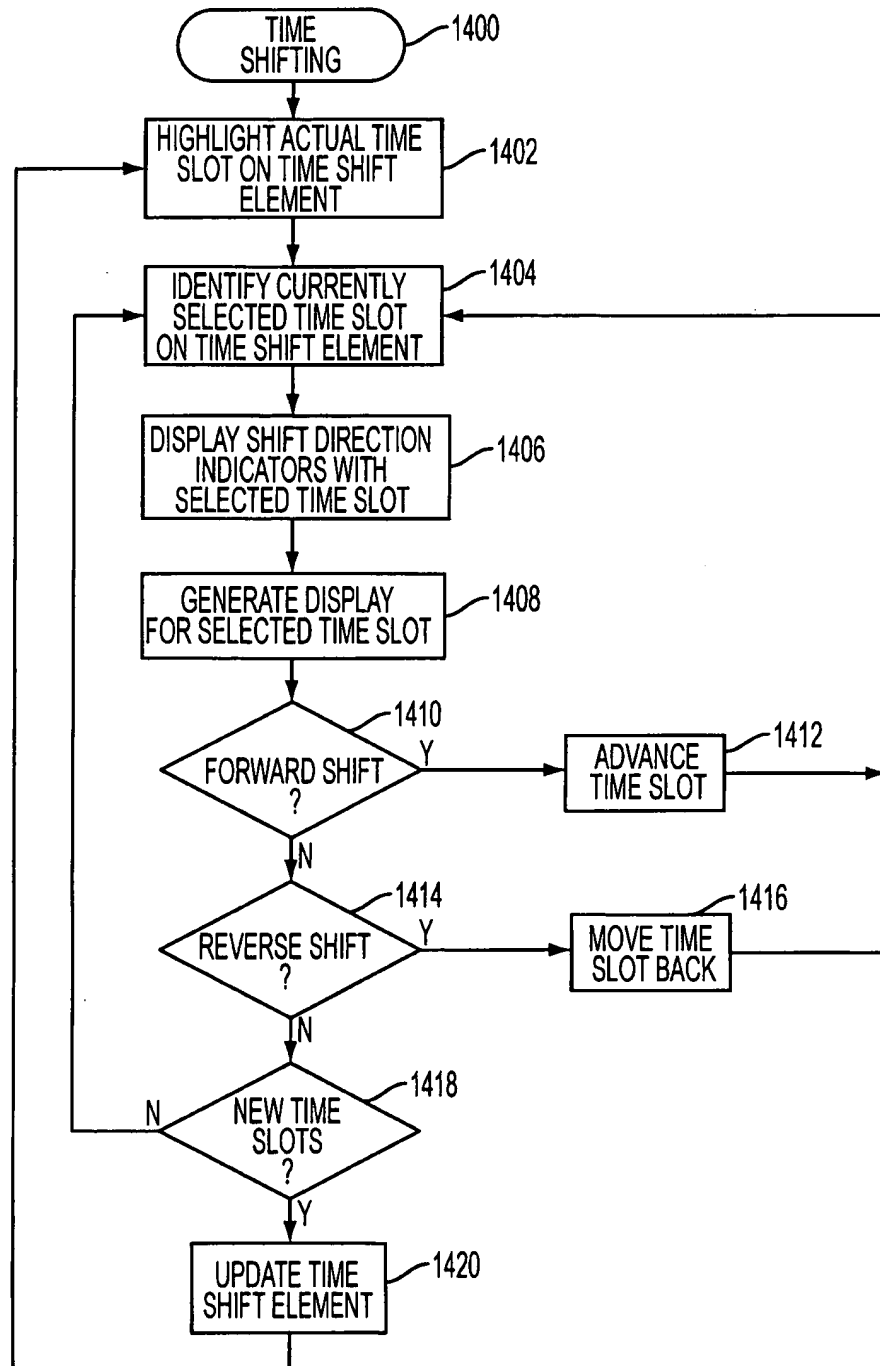 TIME
SHIFTING
1400
HIGHLIGHT ACTUAL TIME
SLOT ON TIME SHIFT
ELEMENT
1402
IDENTIFY CURRENTLY
SELECTED TIME SLOT
ON TIME SHIFT ELEMENT
1404
DISPLAY SHIFT DIRECTION
INDICATORS WITH
SELECTED TIME SLOT
1406
GENERATE DISPLAY
FOR SELECTED TIME SLOT
1408
FORWARD SHIFT
?
1410
Y
ADVANCE
TIME SLOT
1412
N
REVERSE SHIFT
?
1414
Y
MOVE TIME
SLOT BACK
1416
N
NEW TIME
SLOTS
?
1418
N
Y
UPDATE TIME
SHIFT ELEMENT
1420